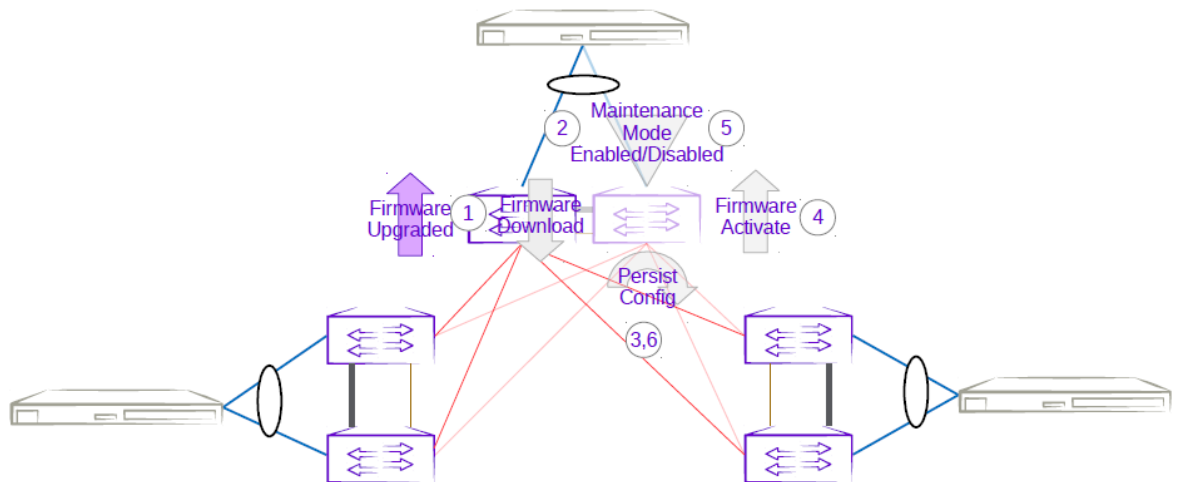 2
Maintenance
Mode
Enabled/Disabled
5
Firmware
Upgraded
1
Firmware
Download
Firmware
Activate
4
Persist
Config
3,6